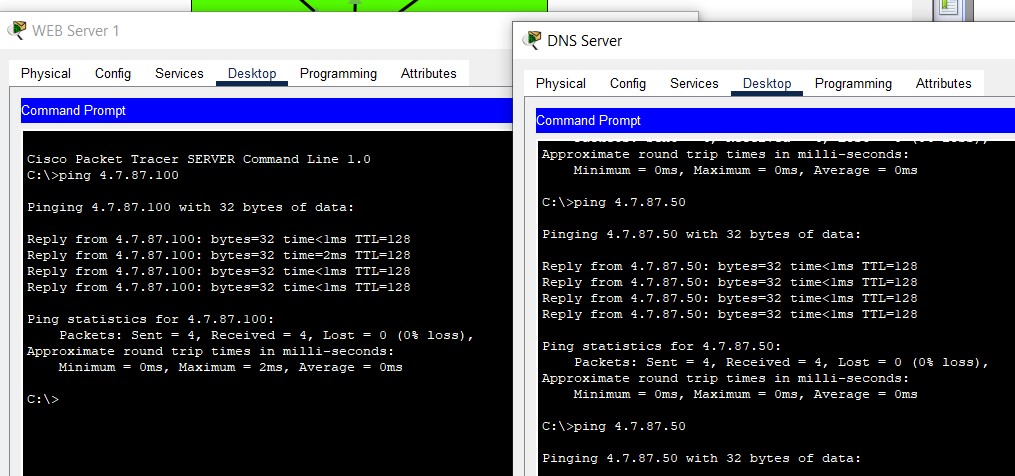 WEB Server 1
Physical Config Services Desktop Programming Attributes
Command Prompt
Cisco Packet Tracer SERVER Command Line 1.0
C:\>ping 4.7.87.100
Pinging 4.7.87.100 with 32 bytes of data:
Reply from 4.7.87.100: bytes=32 time<1ms TTL=128
Reply from 4.7.87.100: bytes=32 time=2ms TTL=128
Reply from 4.7.87.100: bytes=32 time<1ms TTL=128
Reply from 4.7.87.100: bytes=32 time<1ms TTL=128
Ping statistics for 4.7.87.100:
Packets: Sent = 4, Received = 4, Lost = 0 (0% loss),
Approximate round trip times in milli-seconds:
Minimum = 0ms, Maximum = 2ms, Average = 0ms
C:\>
DNS Server
Physical Config Services Desktop Programming Attributes
Command Prompt
Approximate round trip times in milli-seconds:
Minimum = 0ms, Maximum = 0ms, Average = 0ms
C:\>ping 4.7.87.50
Pinging 4.7.87.50 with 32 bytes of data:
Reply from 4.7.87.50: bytes=32 time<1ms TTL=128
Reply from 4.7.87.50: bytes=32 time<1ms TTL=128
Reply from 4.7.87.50: bytes=32 time<1ms TTL=128
Reply from 4.7.87.50: bytes=32 time<1ms TTL=128
Ping statistics for 4.7.87.50:
Packets: Sent = 4, Received = 4, Lost = 0 (0% loss),
Approximate round trip times in milli-seconds:
Minimum = 0ms, Maximum = 0ms, Average = 0ms
C:\>ping 4.7.87.50
Pinging 4.7.87.50 with 32 bytes of data: